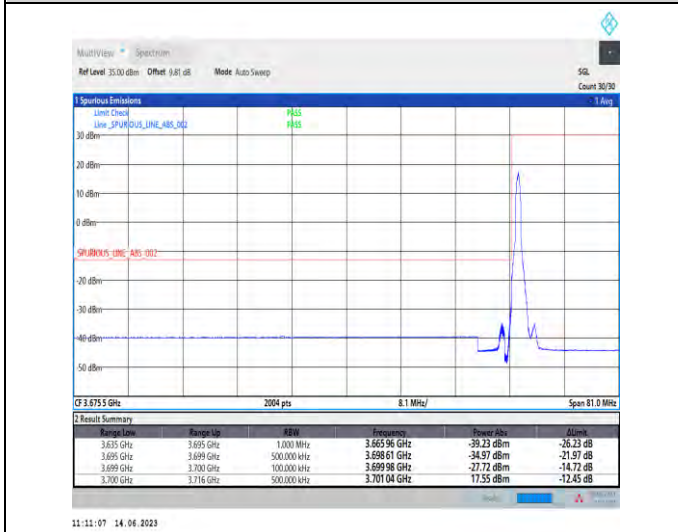 MultiView Spectrum
Ref Level 35.00 dBm Offset 9.81 dB Mode Auto Sweep SGL
Count 30/30
1 Spurious Emissions 1 Avg
Limit Check PASS
Line _SPURIOUS_LINE_ABS_002 PASS
30 dBm
20 dBm
10 dBm
0 dBm
SPURIOUS_LINE_ABS_002
-20 dBm
-30 dBm
-40 dBm
-50 dBm
CF 3.675 5 GHz 2004 pts 8.1 MHz/ Span 81.0 MHz
2 Result Summary
Range Low Range Up RBW Frequency Power Abs ΔLimit
3.635 GHz 3.695 GHz 1.000 MHz 3.665 96 GHz -39.23 dBm -26.23 dB
3.695 GHz 3.699 GHz 500.000 kHz 3.698 61 GHz -34.97 dBm -21.97 dB
3.699 GHz 3.700 GHz 100.000 kHz 3.699 98 GHz -27.72 dBm -14.72 dB
3.700 GHz 3.716 GHz 500.000 kHz 3.701 04 GHz 17.55 dBm -12.45 dB
11:11:07 14.06.2023